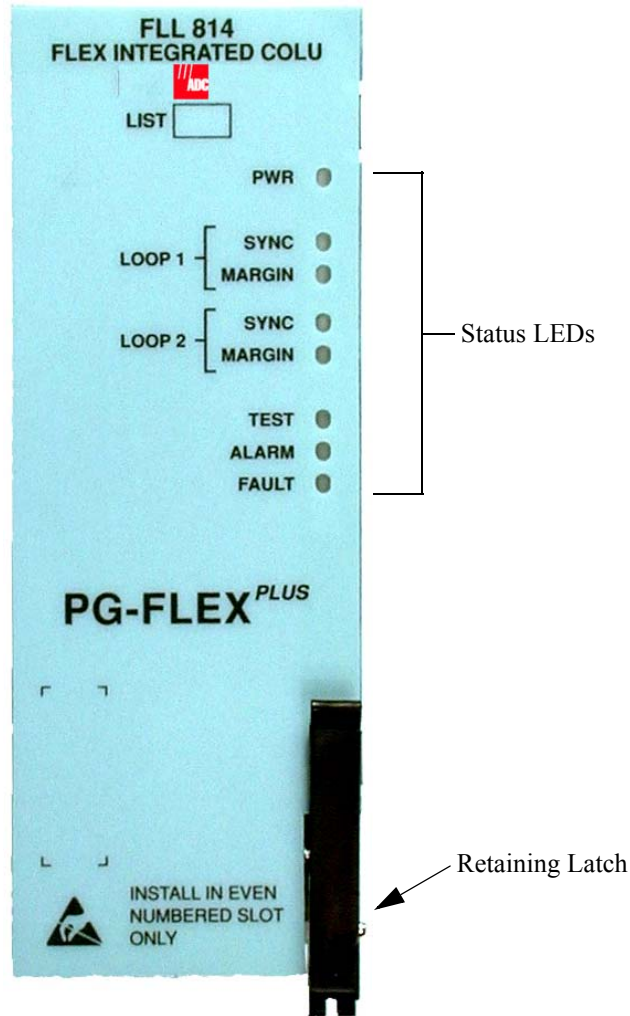 FLL 814
FLEX INTEGRATED COLU
ADC
LIST
PWR
LOOP 1
SYNC
MARGIN
LOOP 2
SYNC
MARGIN
Status LEDs
TEST
ALARM
FAULT
PG-FLEX PLUS
Retaining Latch
INSTALL IN EVEN
NUMBERED SLOT
ONLY